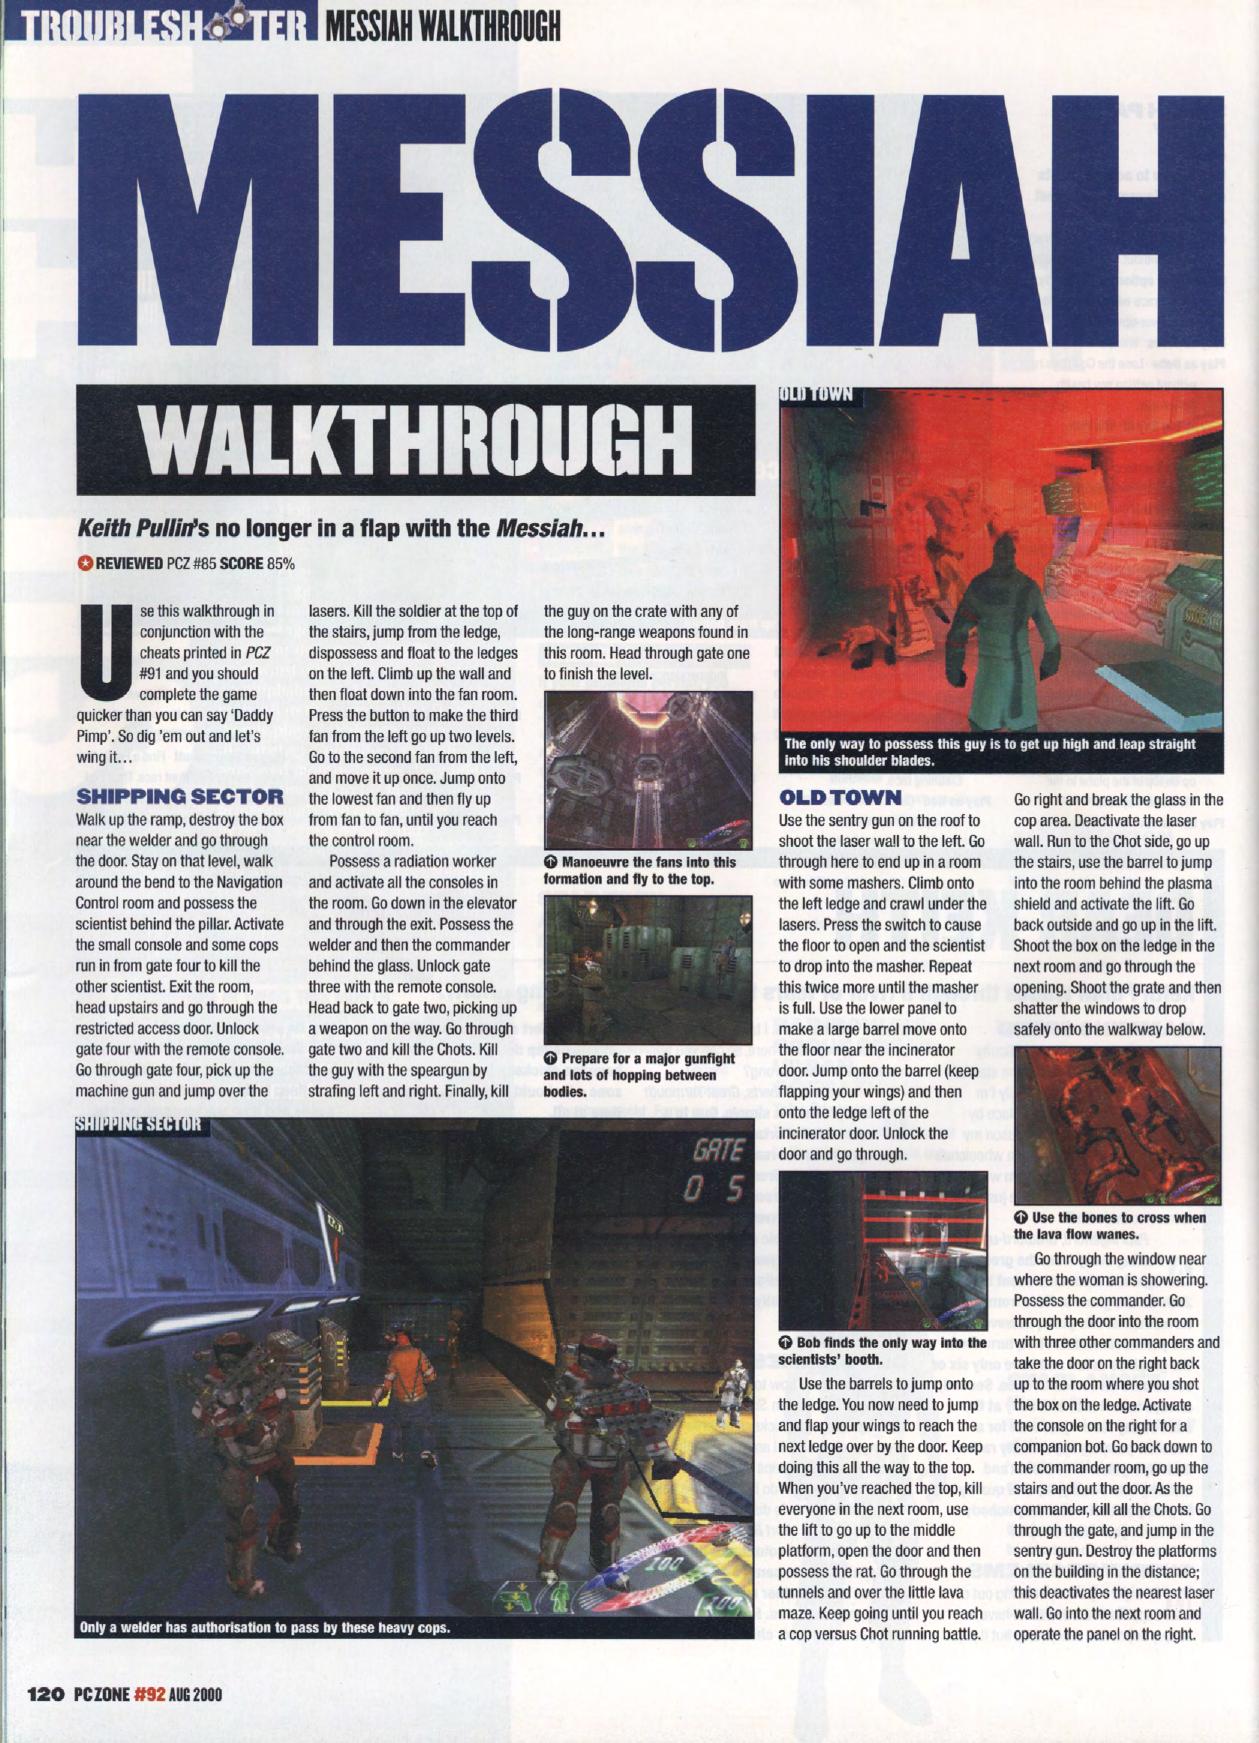 TROUBLESHOOTER MESSIAH WALKTHROUGH
MESSIAH
WALKTHROUGH
Keith Pullin's no longer in a flap with the Messiah...
REVIEWED PCZ #85 SCORE 85%
Use this walkthrough in
conjunction with the
cheats printed in PCZ
#91 and you should
complete the game
quicker than you can say 'Daddy
Pimp'. So dig 'em out and let's
wing it...
SHIPPING SECTOR
Walk up the ramp, destroy the box
near the welder and go through
the door. Stay on that level, walk
around the bend to the Navigation
Control room and possess the
scientist behind the pillar. Activate
the small console and some cops
run in from gate four to kill the
other scientist. Exit the room,
head upstairs and go through the
restricted access door. Unlock
gate four with the remote console.
Go through gate four, pick up the
machine gun and jump over the
lasers. Kill the soldier at the top of
the stairs, jump from the ledge,
dispossess and float to the ledges
on the left. Climb up the wall and
then float down into the fan room.
Press the button to make the third
fan from the left go up two levels.
Go to the second fan from the left,
and move it up once. Jump onto
the lowest fan and then fly up
from fan to fan, until you reach
the control room.
Possess a radiation worker
and activate all the consoles in
the room. Go down in the elevator
and through the exit. Possess the
welder and then the commander
behind the glass. Unlock gate
three with the remote console.
Head back to gate two, picking up
a weapon on the way. Go through
gate two and kill the Chots. Kill
the guy with the speargun by
strafing left and right. Finally, kill
the guy on the crate with any of
the long-range weapons found in
this room. Head through gate one
to finish the level.
Manoeuvre the fans into this
formation and fly to the top.
Prepare for a major gunfight
and lots of hopping between
bodies.
SHIPPING SECTOR
GATE
0 5
100
100
Only a welder has authorisation to pass by these heavy cops.
OLD TOWN
The only way to possess this guy is to get up high and leap straight
into his shoulder blades.
OLD TOWN
Use the sentry gun on the roof to
shoot the laser wall to the left. Go
through here to end up in a room
with some mashers. Climb onto
the left ledge and crawl under the
lasers. Press the switch to cause
the floor to open and the scientist
to drop into the masher. Repeat
this twice more until the masher
is full. Use the lower panel to
make a large barrel move onto
the floor near the incinerator
door. Jump onto the barrel (keep
flapping your wings) and then
onto the ledge left of the
incinerator door. Unlock the
door and go through.
Bob finds the only way into the
scientists' booth.
Use the barrels to jump onto
the ledge. You now need to jump
and flap your wings to reach the
next ledge over by the door. Keep
doing this all the way to the top.
When you've reached the top, kill
everyone in the next room, use
the lift to go up to the middle
platform, open the door and then
possess the rat. Go through the
tunnels and over the little lava
maze. Keep going until you reach
a cop versus Chot running battle.
Go right and break the glass in the
cop area. Deactivate the laser
wall. Run to the Chot side, go up
the stairs, use the barrel to jump
into the room behind the plasma
shield and activate the lift. Go
back outside and go up in the lift.
Shoot the box on the ledge in the
next room and go through the
opening. Shoot the grate and then
shatter the windows to drop
safely onto the walkway below.
Use the bones to cross when
the lava flow wanes.
Go through the window near
where the woman is showering.
Possess the commander. Go
through the door into the room
with three other commanders and
take the door on the right back
up to the room where you shot
the box on the ledge. Activate
the console on the right for a
companion bot. Go back down to
the commander room, go up the
stairs and out the door. As the
commander, kill all the Chots. Go
through the gate, and jump in the
sentry gun. Destroy the platforms
on the building in the distance;
this deactivates the nearest laser
wall. Go into the next room and
operate the panel on the right.
120 PCZONE #92 AUG 2000